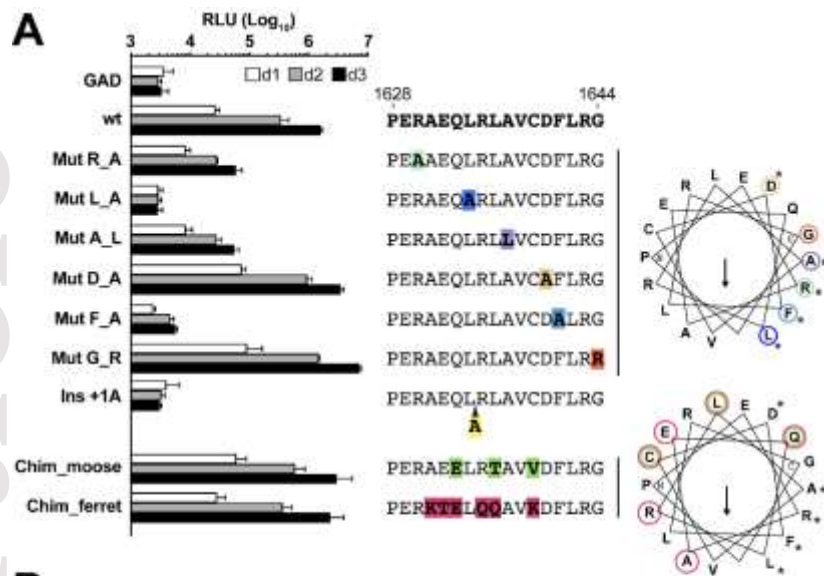 A
RLU (Log10)
3 4 5 6 7
d1 d2 d3
1628 1644
GAD
wt PERAEQLRLAVCDFLRG
Mut R_A PEAAEQLRLAVCDFLRG
Mut L_A PERAEQARLAVCDFLRG
Mut A_L PERAEQLRLLVCDFLRG
Mut D_A PERAEQLRLAVCAFLRG
Mut F_A PERAEQLRLAVCDALRG
Mut G_R PERAEQLRLAVCDFLRR
Ins +1A PERAEQLRLAVCDFLRG
A
Chim_moose PERAEELRTAVVDFLRG
Chim_ferret PERKTELQQAVKDFLRG
L E D* Q G A* R* F* L* V A L R P C E R
L E D* Q G A* R* F* L* V A L R P C E R